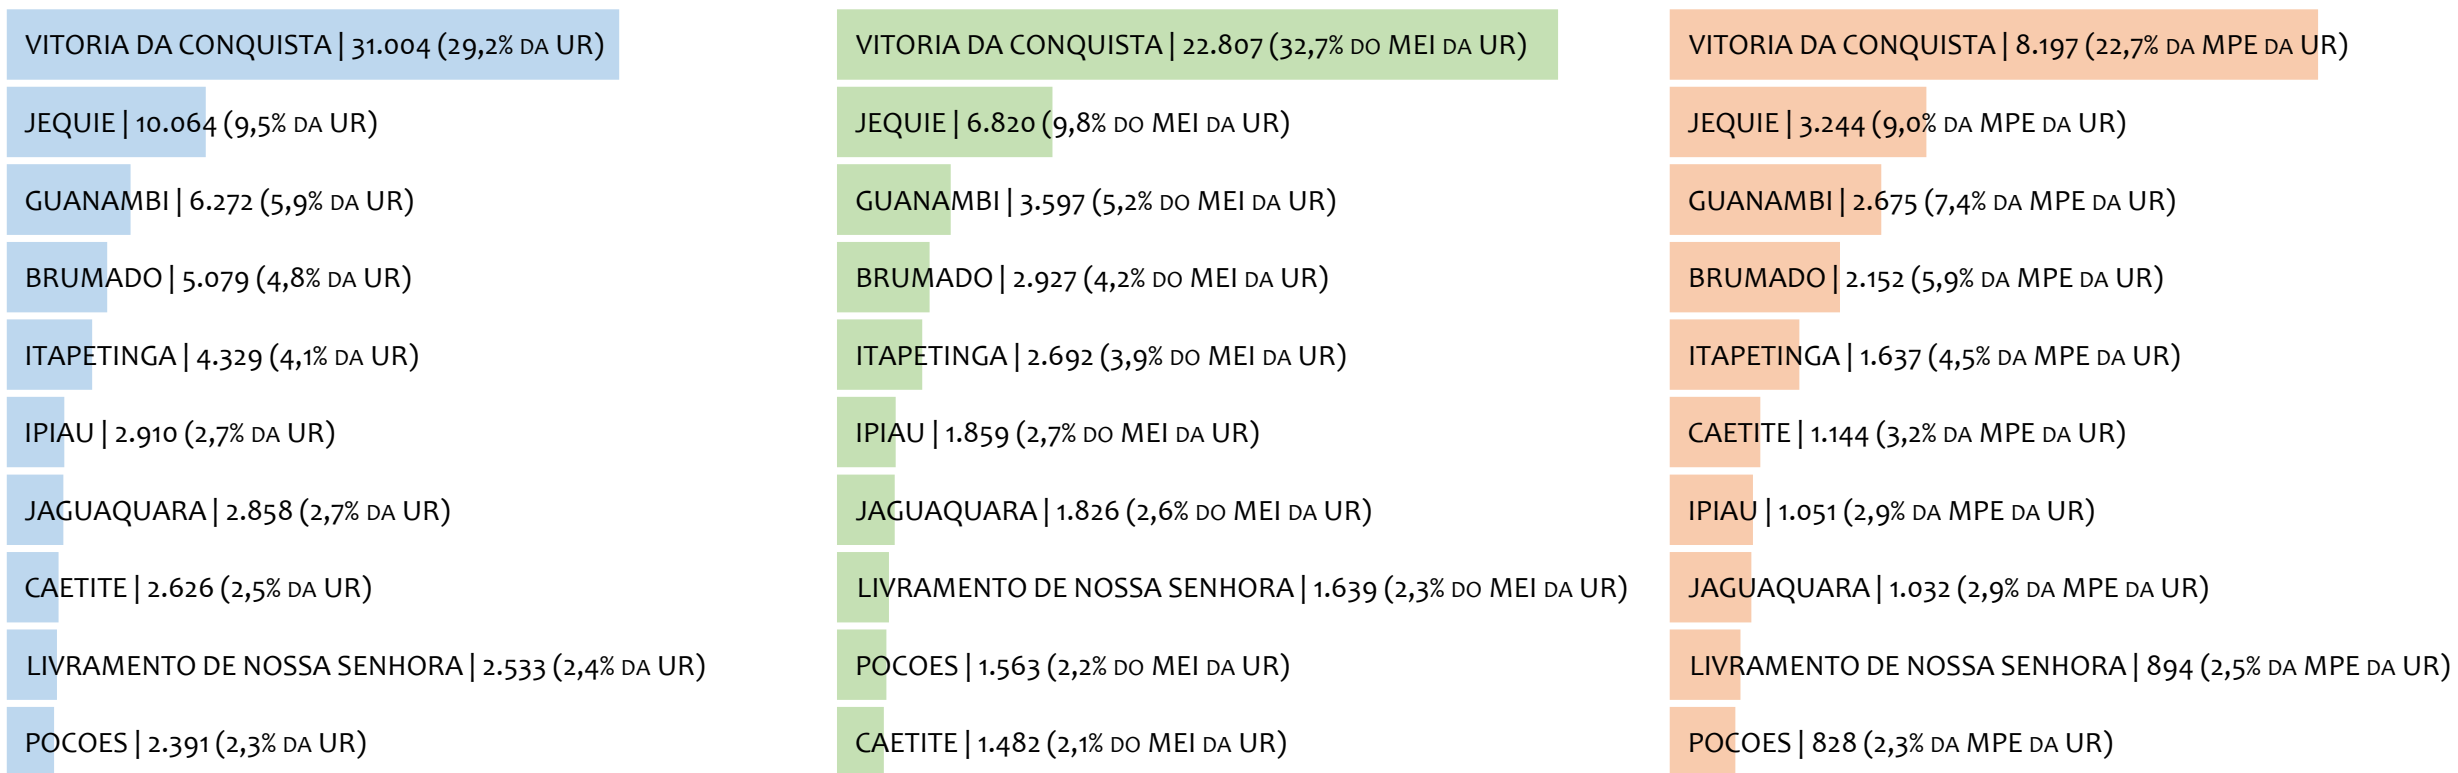 VITORIA DA CONQUISTA | 31.004 (29,2% DA UR)
JEQUIE | 10.064 (9,5% DA UR)
GUANAMBI | 6.272 (5,9% DA UR)
BRUMADO | 5.079 (4,8% DA UR)
ITAPETINGA | 4.329 (4,1% DA UR)
IPIAU | 2.910 (2,7% DA UR)
JAGUAQUARA | 2.858 (2,7% DA UR)
CAETITE | 2.626 (2,5% DA UR)
LIVRAMENTO DE NOSSA SENHORA | 2.533 (2,4% DA UR)
POCOES | 2.391 (2,3% DA UR)
VITORIA DA CONQUISTA | 22.807 (32,7% DO MEI DA UR)
JEQUIE | 6.820 (9,8% DO MEI DA UR)
GUANAMBI | 3.597 (5,2% DO MEI DA UR)
BRUMADO | 2.927 (4,2% DO MEI DA UR)
ITAPETINGA | 2.692 (3,9% DO MEI DA UR)
IPIAU | 1.859 (2,7% DO MEI DA UR)
JAGUAQUARA | 1.826 (2,6% DO MEI DA UR)
LIVRAMENTO DE NOSSA SENHORA | 1.639 (2,3% DO MEI DA UR)
POCOES | 1.563 (2,2% DO MEI DA UR)
CAETITE | 1.482 (2,1% DO MEI DA UR)
VITORIA DA CONQUISTA | 8.197 (22,7% DA MPE DA UR)
JEQUIE | 3.244 (9,0% DA MPE DA UR)
GUANAMBI | 2.675 (7,4% DA MPE DA UR)
BRUMADO | 2.152 (5,9% DA MPE DA UR)
ITAPETINGA | 1.637 (4,5% DA MPE DA UR)
CAETITE | 1.144 (3,2% DA MPE DA UR)
IPIAU | 1.051 (2,9% DA MPE DA UR)
JAGUAQUARA | 1.032 (2,9% DA MPE DA UR)
LIVRAMENTO DE NOSSA SENHORA | 894 (2,5% DA MPE DA UR)
POCOES | 828 (2,3% DA MPE DA UR)